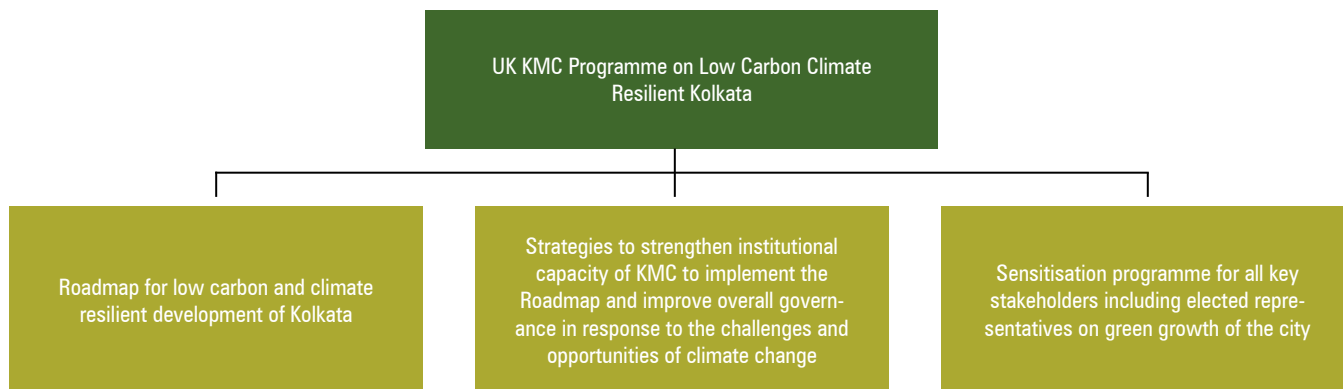 UK KMC Programme on Low Carbon Climate
Resilient Kolkata
Roadmap for low carbon and climate
resilient development of Kolkata
Strategies to strengthen institutional
capacity of KMC to implement the
Roadmap and improve overall govern-
ance in response to the challenges and
opportunities of climate change
Sensitisation programme for all key
stakeholders including elected repre-
sentatives on green growth of the city